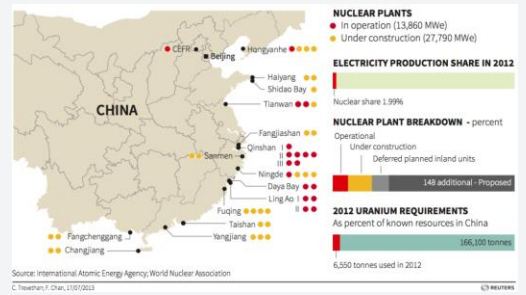 NUCLEAR PLANTS
In operation (13,860 MWe)
Under construction (27,790 MWe)
CEFR
Beijing
Hongyanhe
Haiyang
Shidao Bay
Tianwan
CHINA
Fangjiashan
Qinshan I
II
III
Sanmen
Ningde
Daya Bay
Ling Ao I
II
Fuqing
Taishan
Yangjiang
Fangchenggang
Changjiang
ELECTRICITY PRODUCTION SHARE IN 2012
Nuclear share 1.99%
NUCLEAR PLANT BREAKDOWN - percent
Operational
Under construction
Deferred planned inland units
148 additional - Proposed
2012 URANIUM REQUIREMENTS
As percent of known resources in China
166,100 tonnes
6,550 tonnes used in 2012
Source: International Atomic Energy Agency; World Nuclear Association
C. Trevethan, F. Chan, 17/07/2013
REUTERS